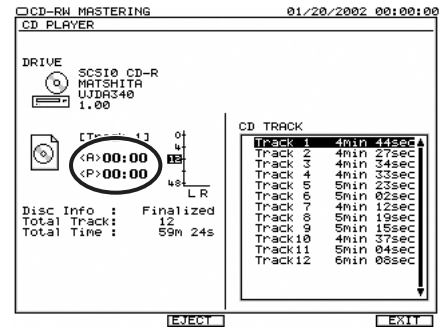 CD-RW MASTERING 01/20/2002 00:00:00
CD PLAYER
DRIVE
SCSI0 CD-R
MATSHITA
UJDA340
1.00
[Track 1]
<A>00:00
<P>00:00
0
4
12
48
L R
Disc Info : Finalized
Total Track: 12
Total Time : 59m 24s
CD TRACK
Track 1 4min 44sec
Track 2 4min 27sec
Track 3 4min 34sec
Track 4 4min 33sec
Track 5 5min 23sec
Track 6 5min 02sec
Track 7 4min 12sec
Track 8 5min 19sec
Track 9 5min 15sec
Track10 4min 37sec
Track11 5min 04sec
Track12 6min 08sec
EJECT EXIT